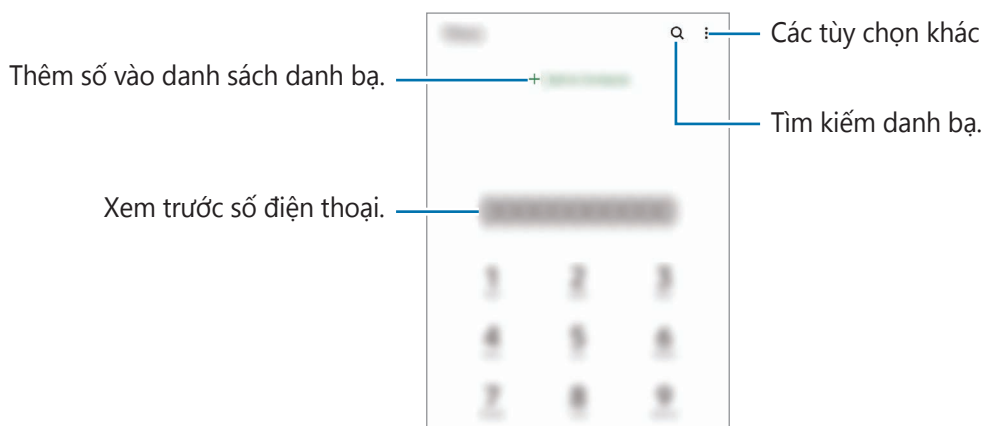 Các tùy chọn khác
Thêm số vào danh sách danh bạ.
+
Tìm kiếm danh bạ.
Xem trước số điện thoại.
1 2 3
4 5 6
7 8 9